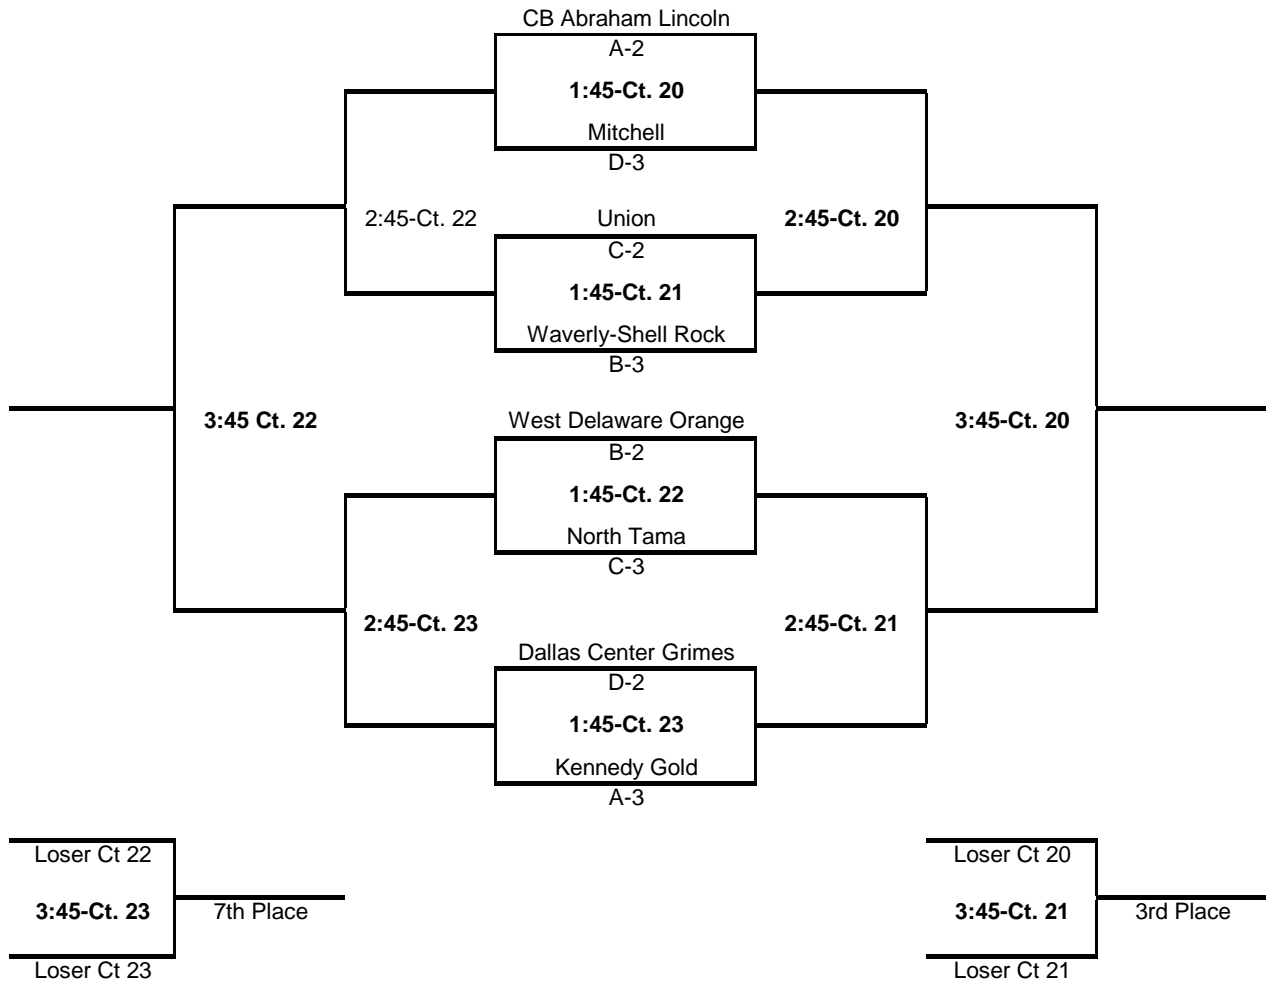 CB Abraham Lincoln
A-2
1:45-Ct. 20
Mitchell
D-3
2:45-Ct. 22
Union
2:45-Ct. 20
C-2
1:45-Ct. 21
Waverly-Shell Rock
B-3
3:45 Ct. 22
West Delaware Orange
3:45-Ct. 20
B-2
1:45-Ct. 22
North Tama
C-3
2:45-Ct. 23
2:45-Ct. 21
Dallas Center Grimes
D-2
1:45-Ct. 23
Kennedy Gold
A-3
Loser Ct 22
3:45-Ct. 23
7th Place
Loser Ct 23
Loser Ct 20
3:45-Ct. 21
3rd Place
Loser Ct 21